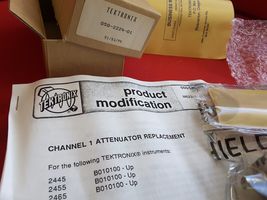 TEKTRONIX
050-2224-01
TEKTRONIX
product
modification
CHANNEL 1 ATTENUATOR REPLACEMENT
For the following TEKTRONIX® instruments:
2445 B010100 - Up
2455 B010100 - Up
2465 B010100 - Up